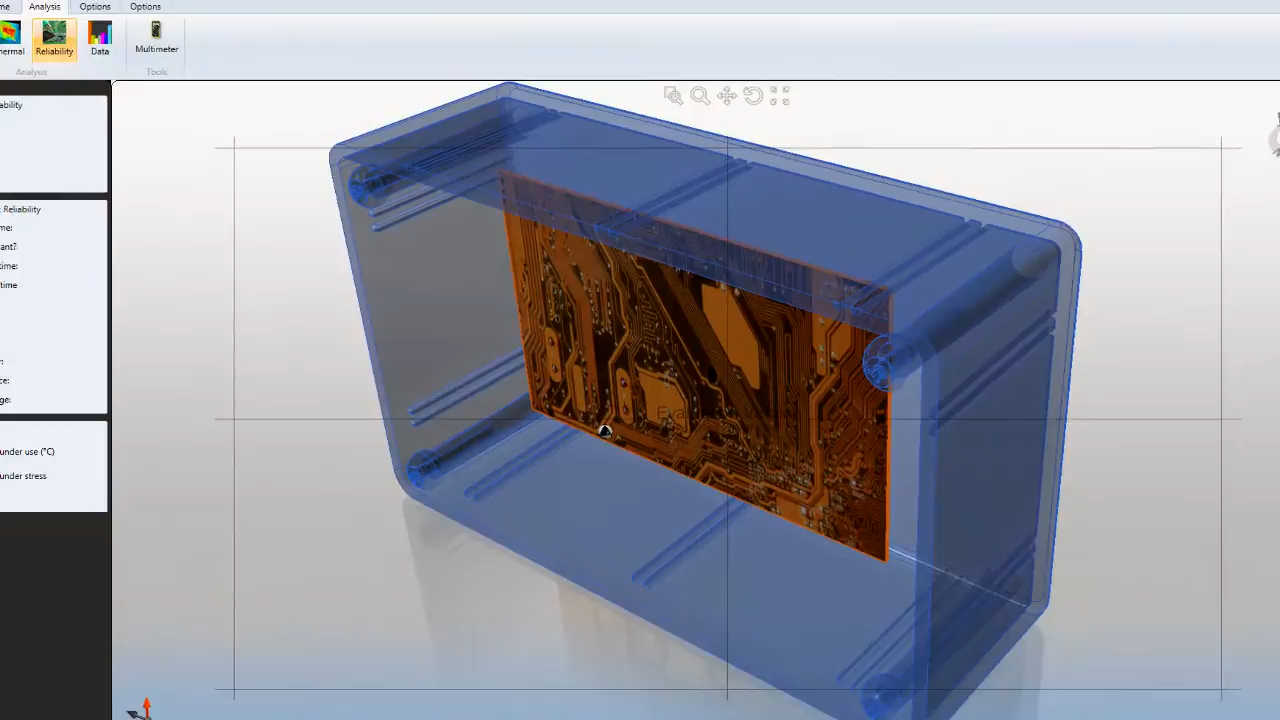 me Analysis Options Options
ermal Reliability Data Multimeter
Analysis Tools
ability
Reliability
me:
ant?
time:
time
ce:
ge:
under use (°C)
under stress